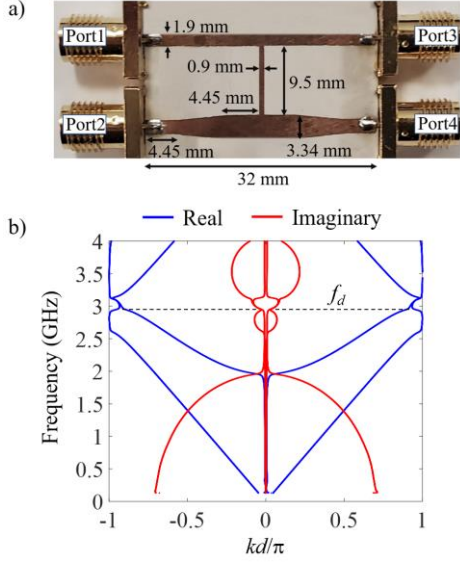 a)
Port1
1.9 mm
Port3
0.9 mm
9.5 mm
4.45 mm
Port2
Port4
4.45 mm
3.34 mm
32 mm
b)
Real
Imaginary
4
3.5
3
2.5
2
1.5
1
0.5
0
Frequency (GHz)
f_d
-1
-0.5
0
0.5
1
kd/π